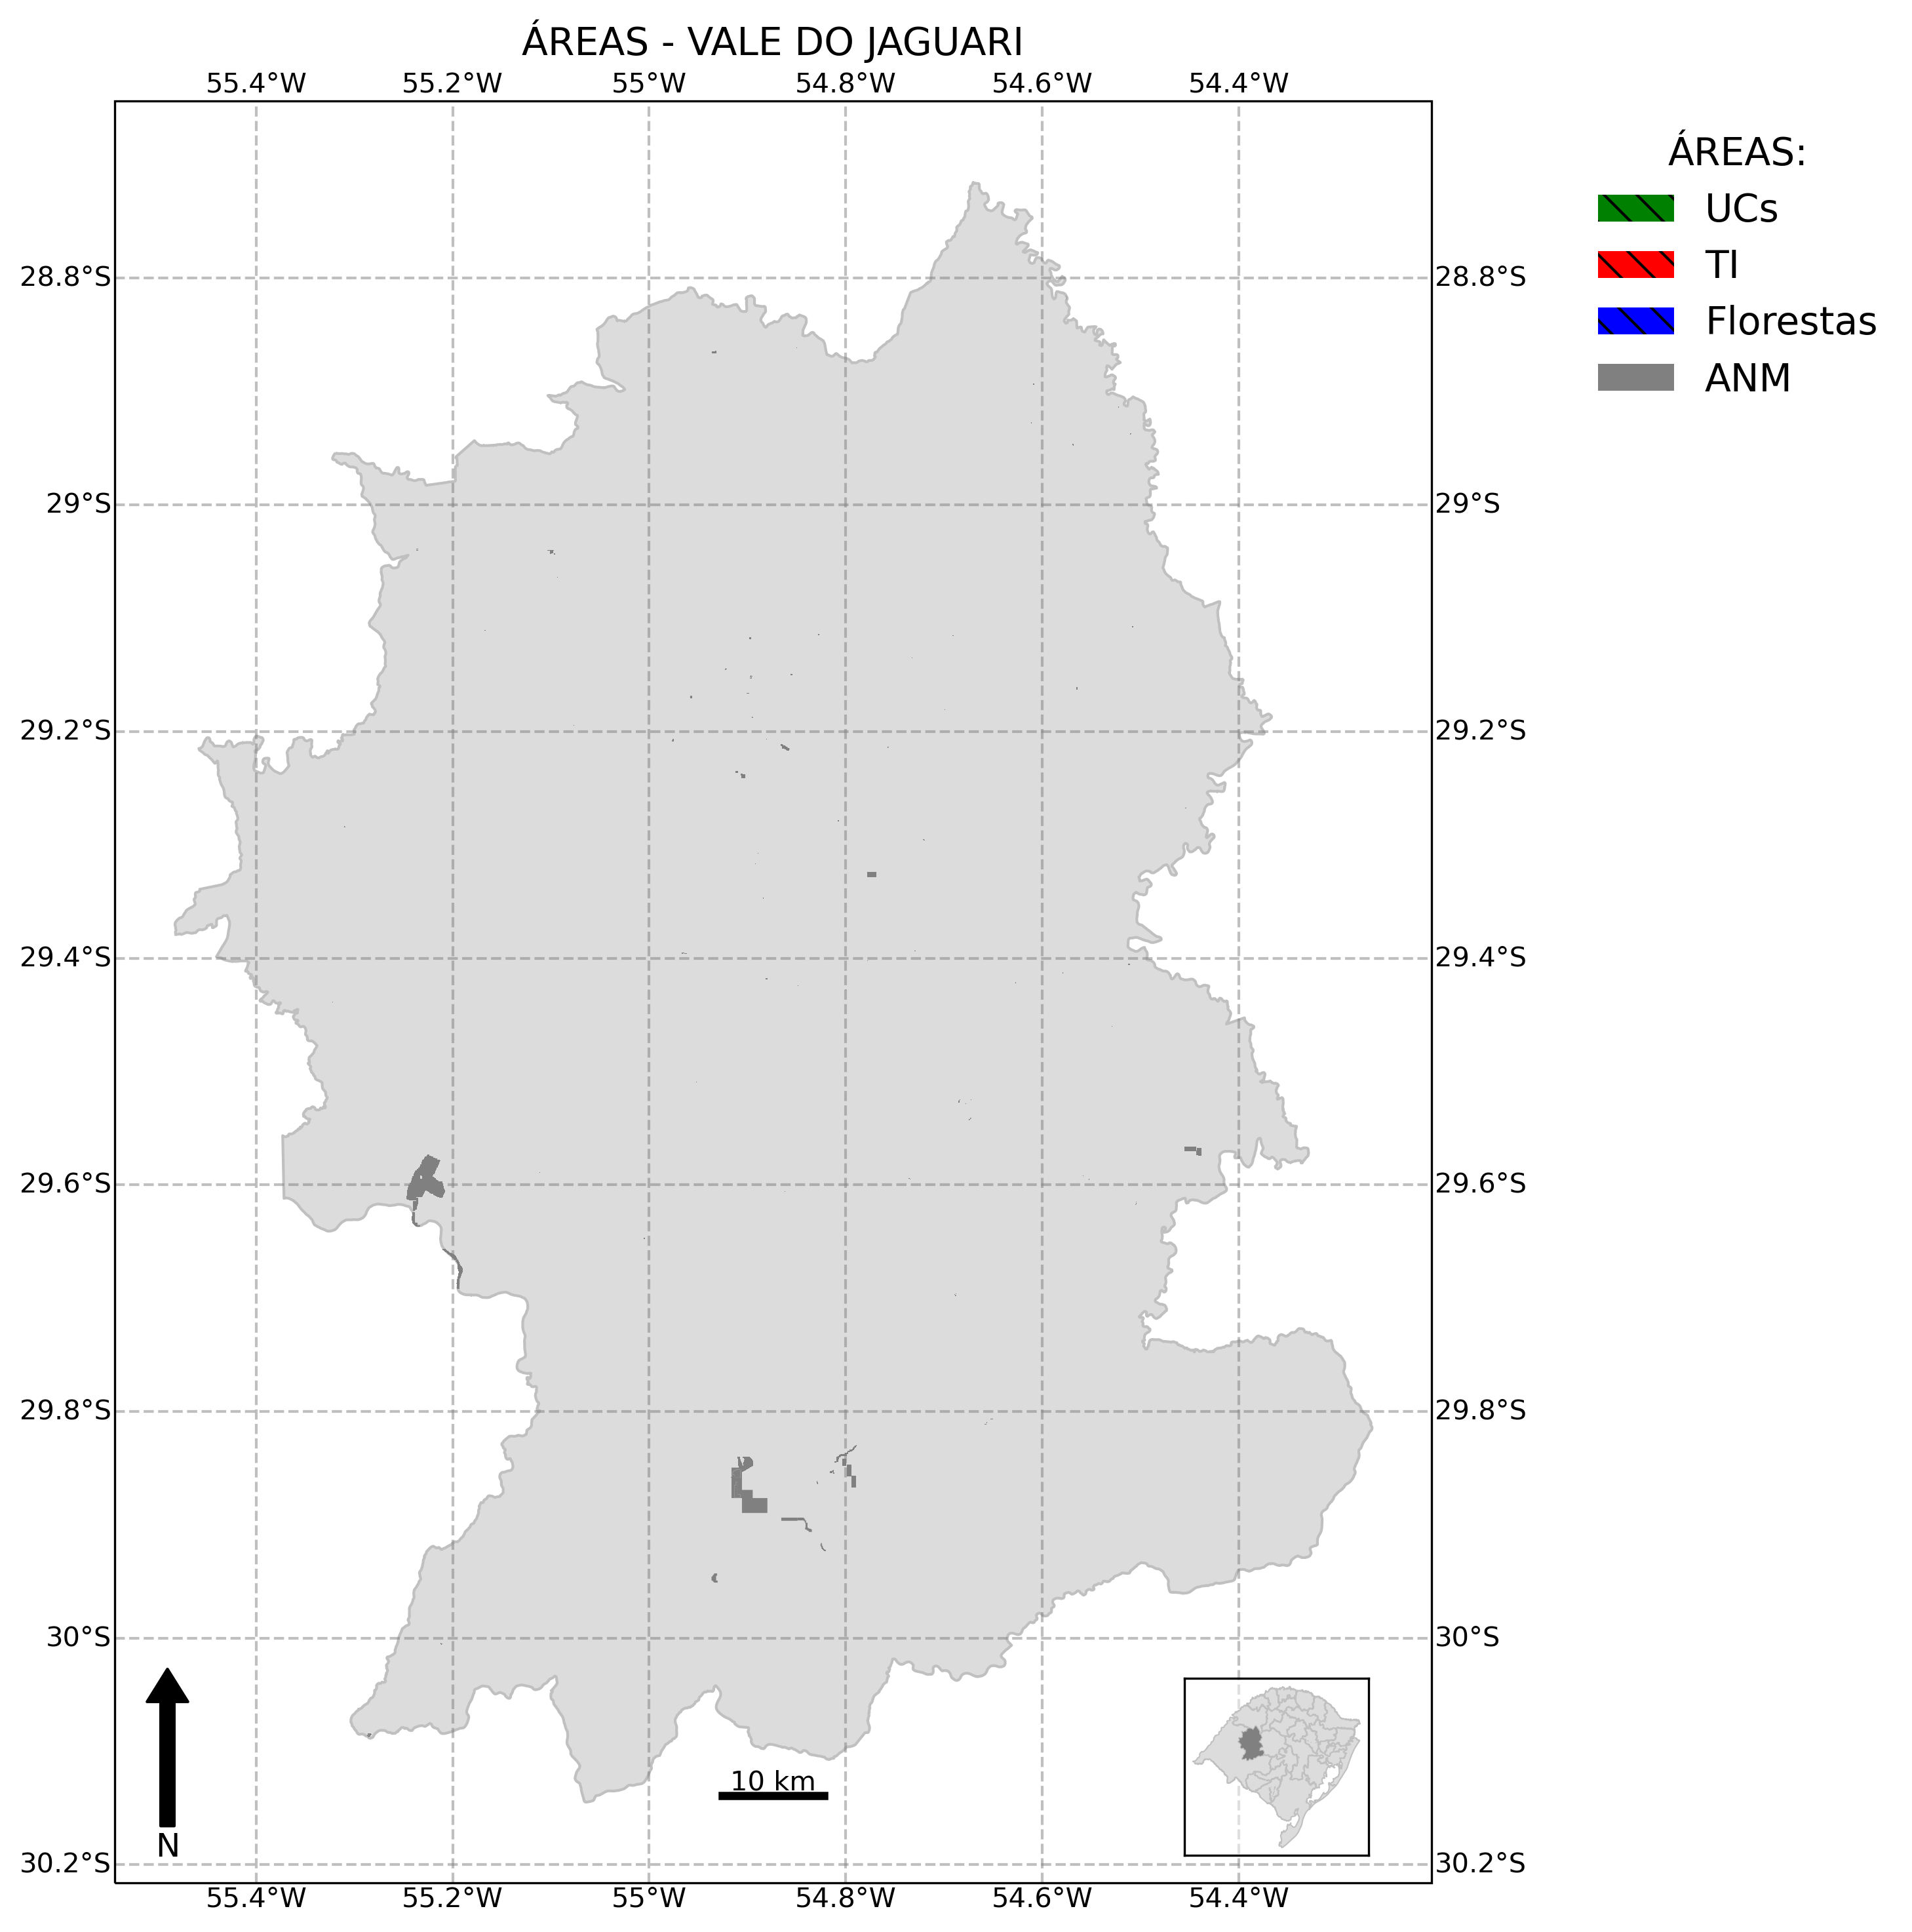 ÁREAS - VALE DO JAGUARI
55.4°W 55.2°W 55°W 54.8°W 54.6°W 54.4°W
ÁREAS:
UCs
TI
Florestas
ANM
28.8°S 28.8°S
29°S 29°S
29.2°S 29.2°S
29.4°S 29.4°S
29.6°S 29.6°S
29.8°S 29.8°S
30°S 30°S
10 km
N
30.2°S 30.2°S
55.4°W 55.2°W 55°W 54.8°W 54.6°W 54.4°W